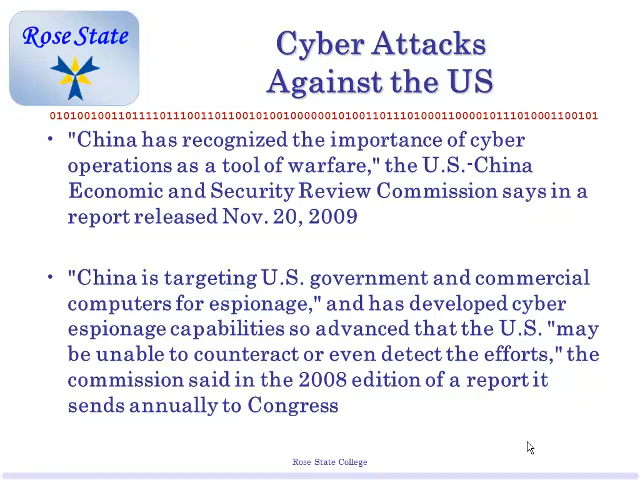 Rose State
Cyber Attacks
Against the US
0101001001101111011100110110010100100000010100110111010001100001011101000110​0101
• "China has recognized the importance of cyber
operations as a tool of warfare," the U.S.-China
Economic and Security Review Commission says in a
report released Nov. 20, 2009
• "China is targeting U.S. government and commercial
computers for espionage," and has developed cyber
espionage capabilities so advanced that the U.S. "may
be unable to counteract or even detect the efforts," the
commission said in the 2008 edition of a report it
sends annually to Congress
Rose State College